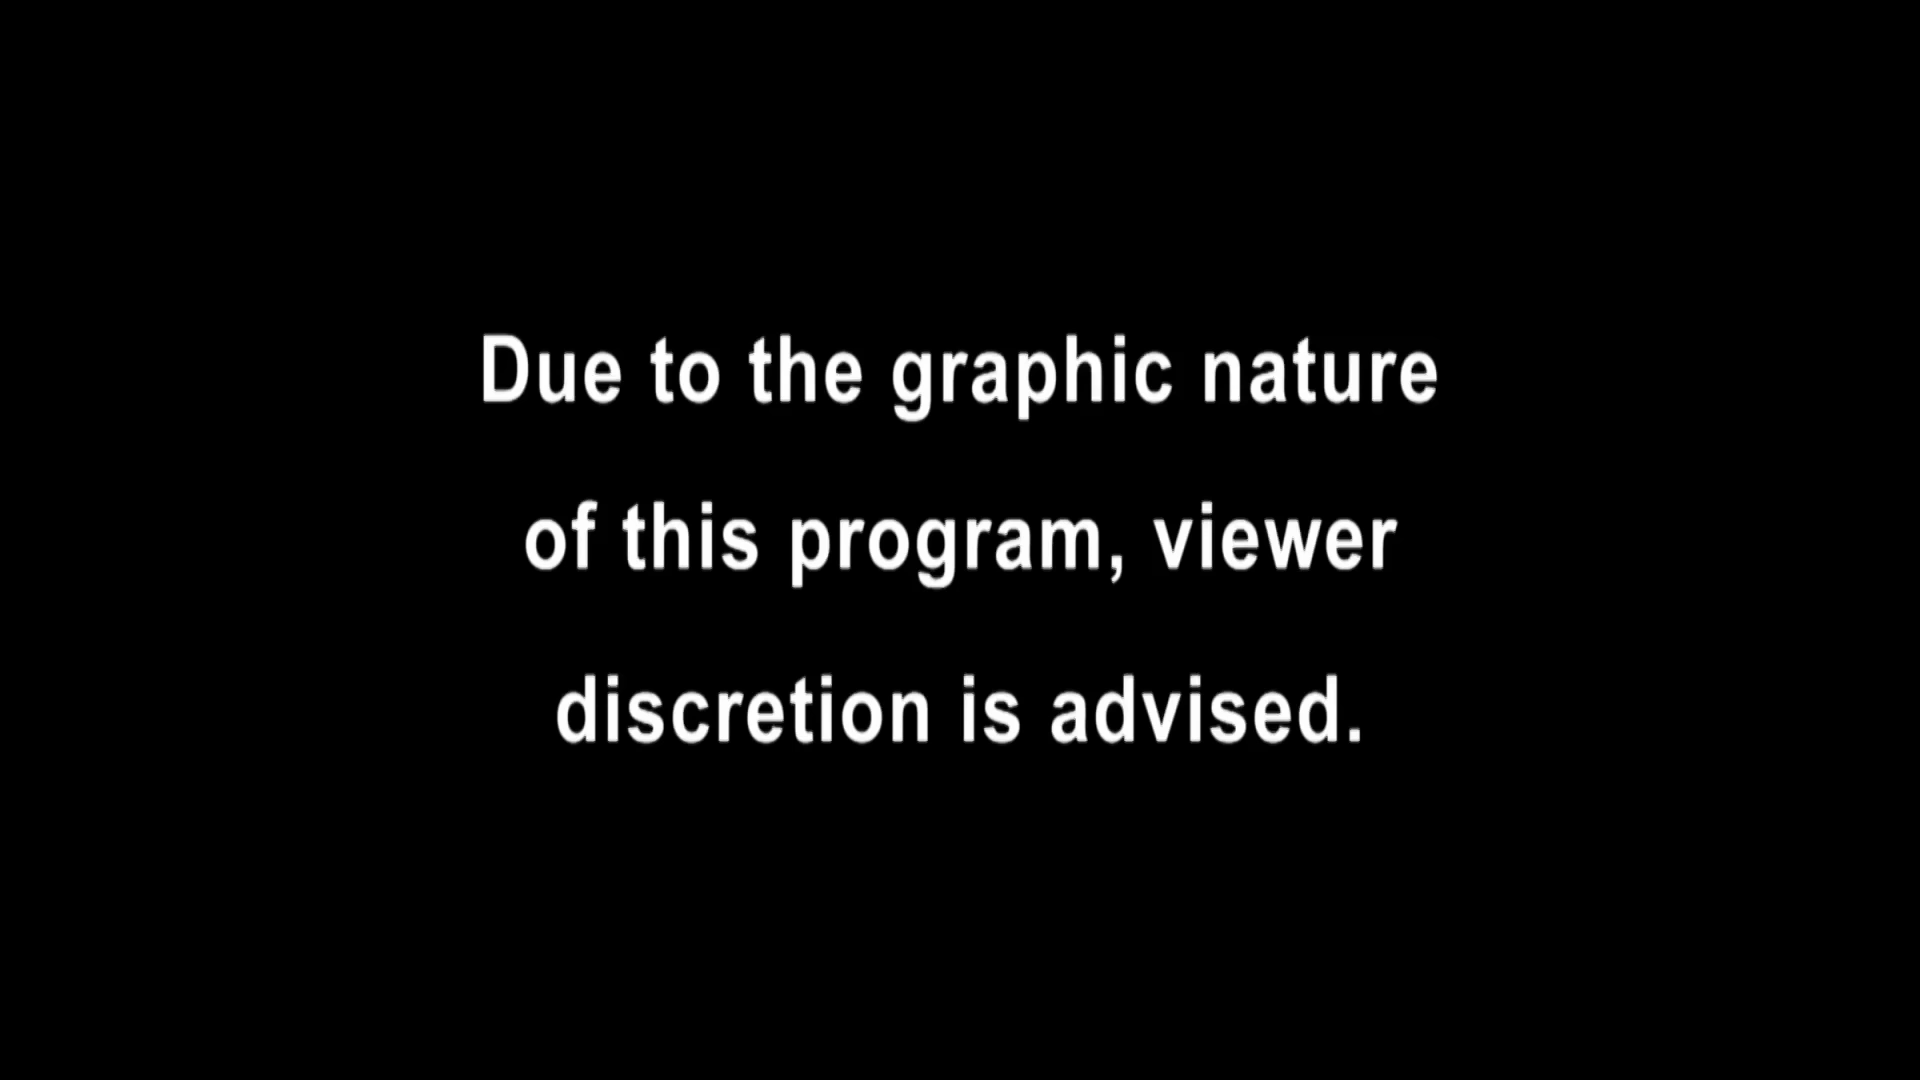 Due to the graphic nature
of this program, viewer
discretion is advised.